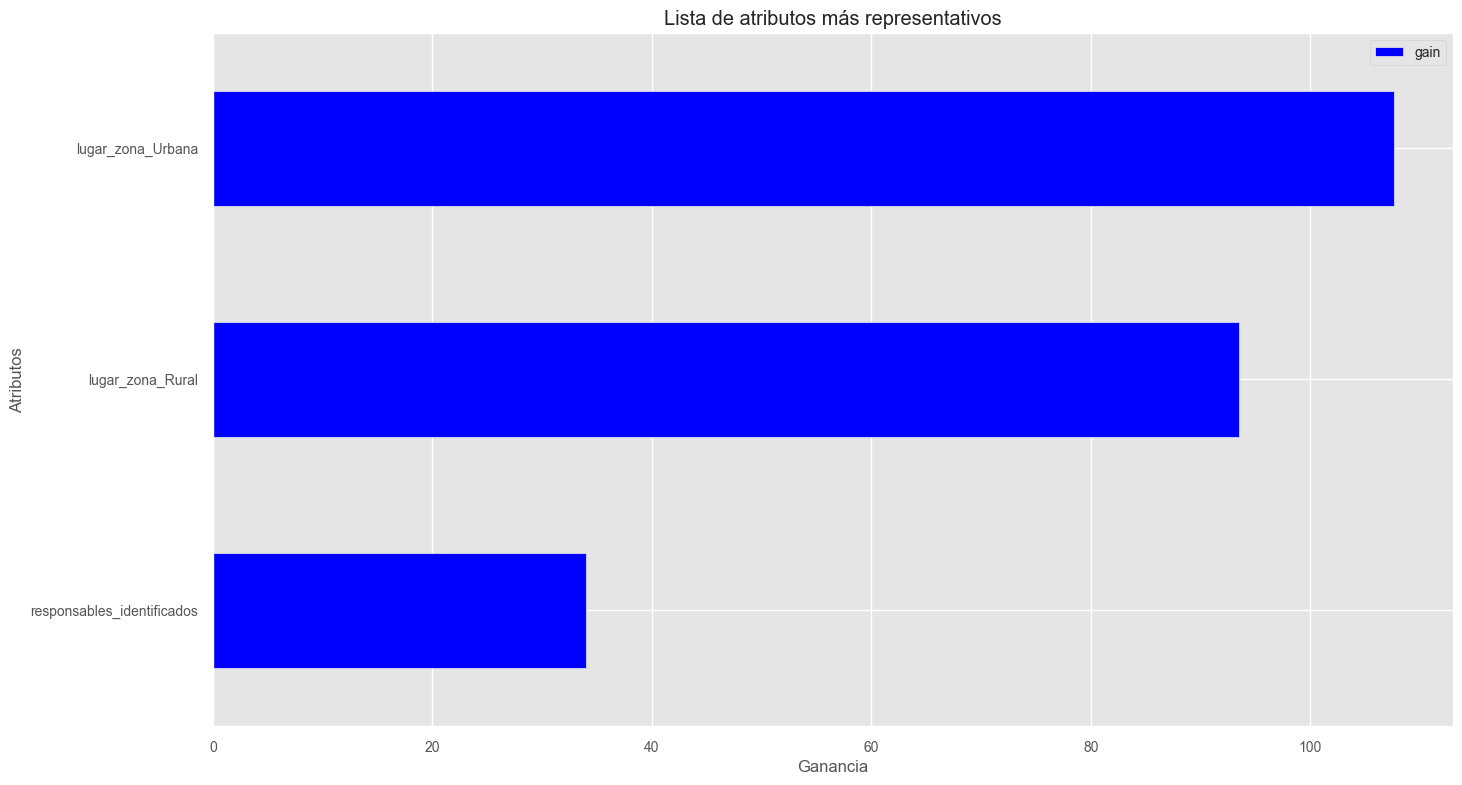 Lista de atributos más representativos
gain
lugar_zona_Urbana
lugar_zona_Rural
responsables_identificados
Atributos
0 20 40 60 80 100
Ganancia